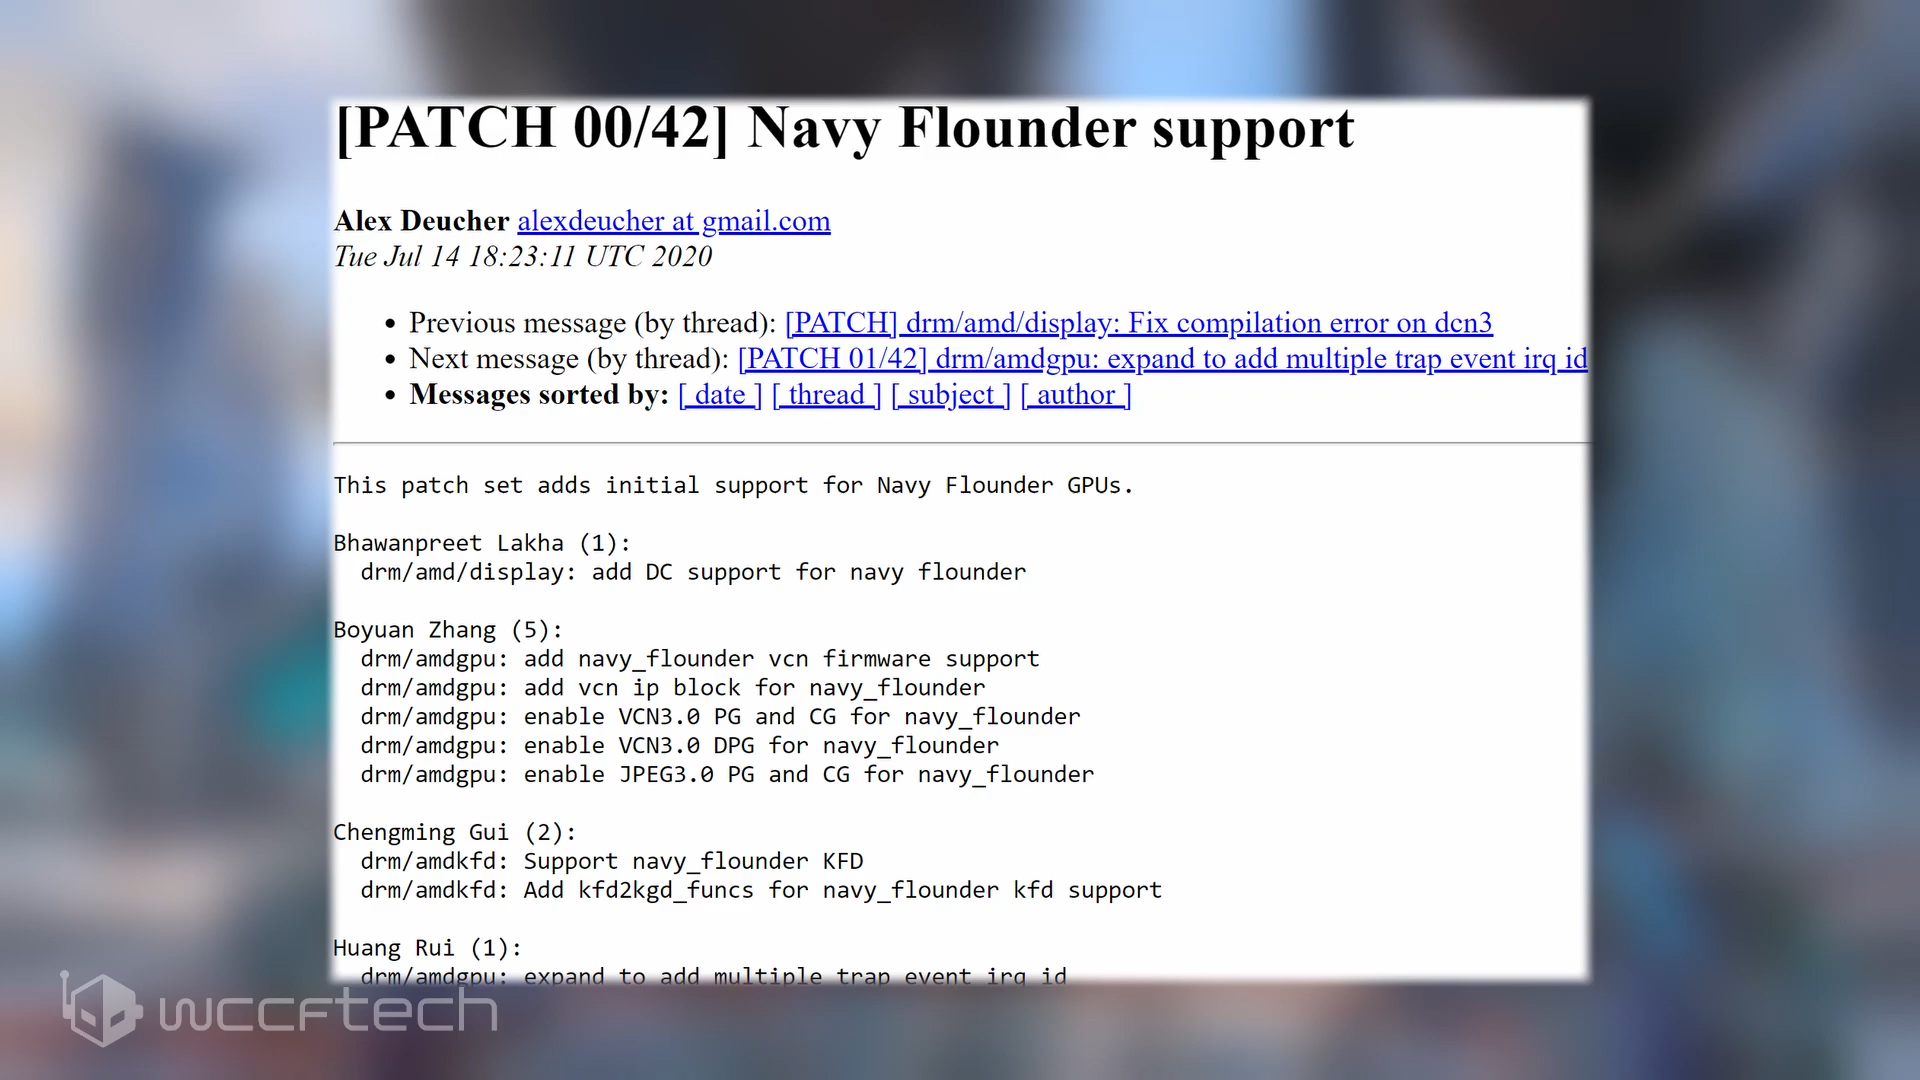 [PATCH 00/42] Navy Flounder support
Alex Deucher alexdeucher at gmail.com
Tue Jul 14 18:23:11 UTC 2020
• Previous message (by thread): [PATCH] drm/amd/display: Fix compilation error on dcn3
• Next message (by thread): [PATCH 01/42] drm/amdgpu: expand to add multiple trap event irq id
• Messages sorted by: [ date ] [ thread ] [ subject ] [ author ]
This patch set adds initial support for Navy Flounder GPUs.
Bhawanpreet Lakha (1):
drm/amd/display: add DC support for navy flounder
Boyuan Zhang (5):
drm/amdgpu: add navy_flounder vcn firmware support
drm/amdgpu: add vcn ip block for navy_flounder
drm/amdgpu: enable VCN3.0 PG and CG for navy_flounder
drm/amdgpu: enable VCN3.0 DPG for navy_flounder
drm/amdgpu: enable JPEG3.0 PG and CG for navy_flounder
Chengming Gui (2):
drm/amdkfd: Support navy_flounder KFD
drm/amdkfd: Add kfd2kgd_funcs for navy_flounder kfd support
Huang Rui (1):
drm/amdgpu: expand to add multiple trap event irq id
wccftech